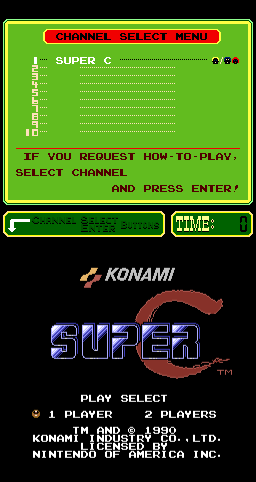 CHANNEL SELECT MENU
1 SUPER C
2
3
4
5
6
7
8
9
10
IF YOU REQUEST HOW-TO-PLAY,
SELECT CHANNEL
AND PRESS ENTER!
CHANNEL SELECT
ENTER BUTTONS
TIME: 0
KONAMI
SUPER C
TM
PLAY SELECT
1 PLAYER 2 PLAYERS
TM AND © 1990
KONAMI INDUSTRY CO.,LTD.
LICENSED BY
NINTENDO OF AMERICA INC.